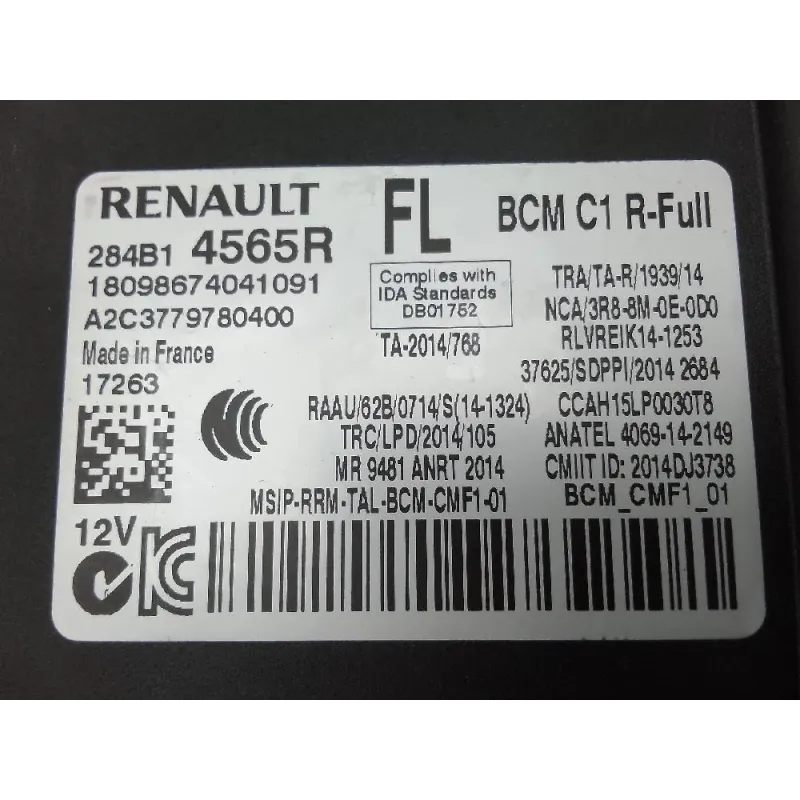 RENAULT FL BCM C1 R-Full
284B1 4565R
18098674041091
A2C3779780400
Made in France
17263
Complies with
IDA Standards
DB01752
TA-2014/768
TRA/TA-R/1939/14
NCA/3R8-8M-0E-0D0
RLVREIK14-1253
37625/SDPPI/2014 2684
RAAU/62B/0714/S(14-1324) CCAH15LP0030T8
TRC/LPD/2014/105 ANATEL 4069-14-2149
MR 9481 ANRT 2014 CMIIT ID: 2014DJ3738
MSIP-RRM-TAL-BCM-CMF1-01 BCM_CMF1_01
12V